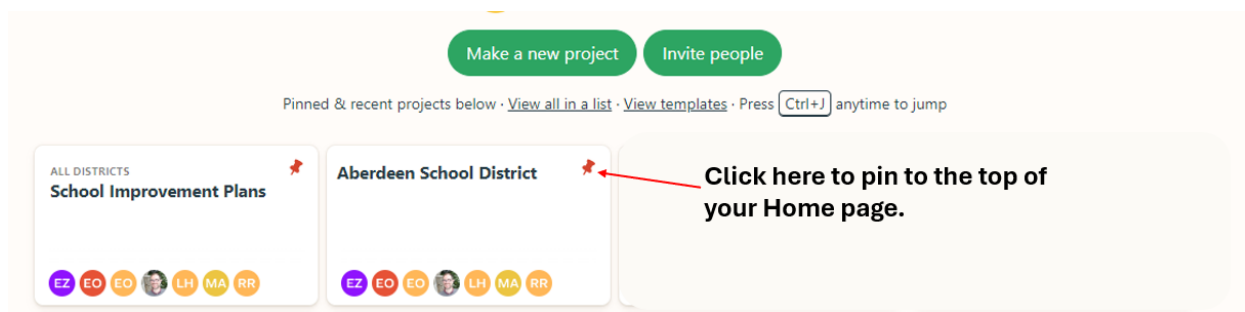 Make a new project
Invite people
Pinned & recent projects below · View all in a list · View templates · Press Ctrl+J anytime to jump
ALL DISTRICTS
School Improvement Plans
EZ EO EO LH MA RR
Aberdeen School District
EZ EO EO LH MA RR
Click here to pin to the top of
your Home page.